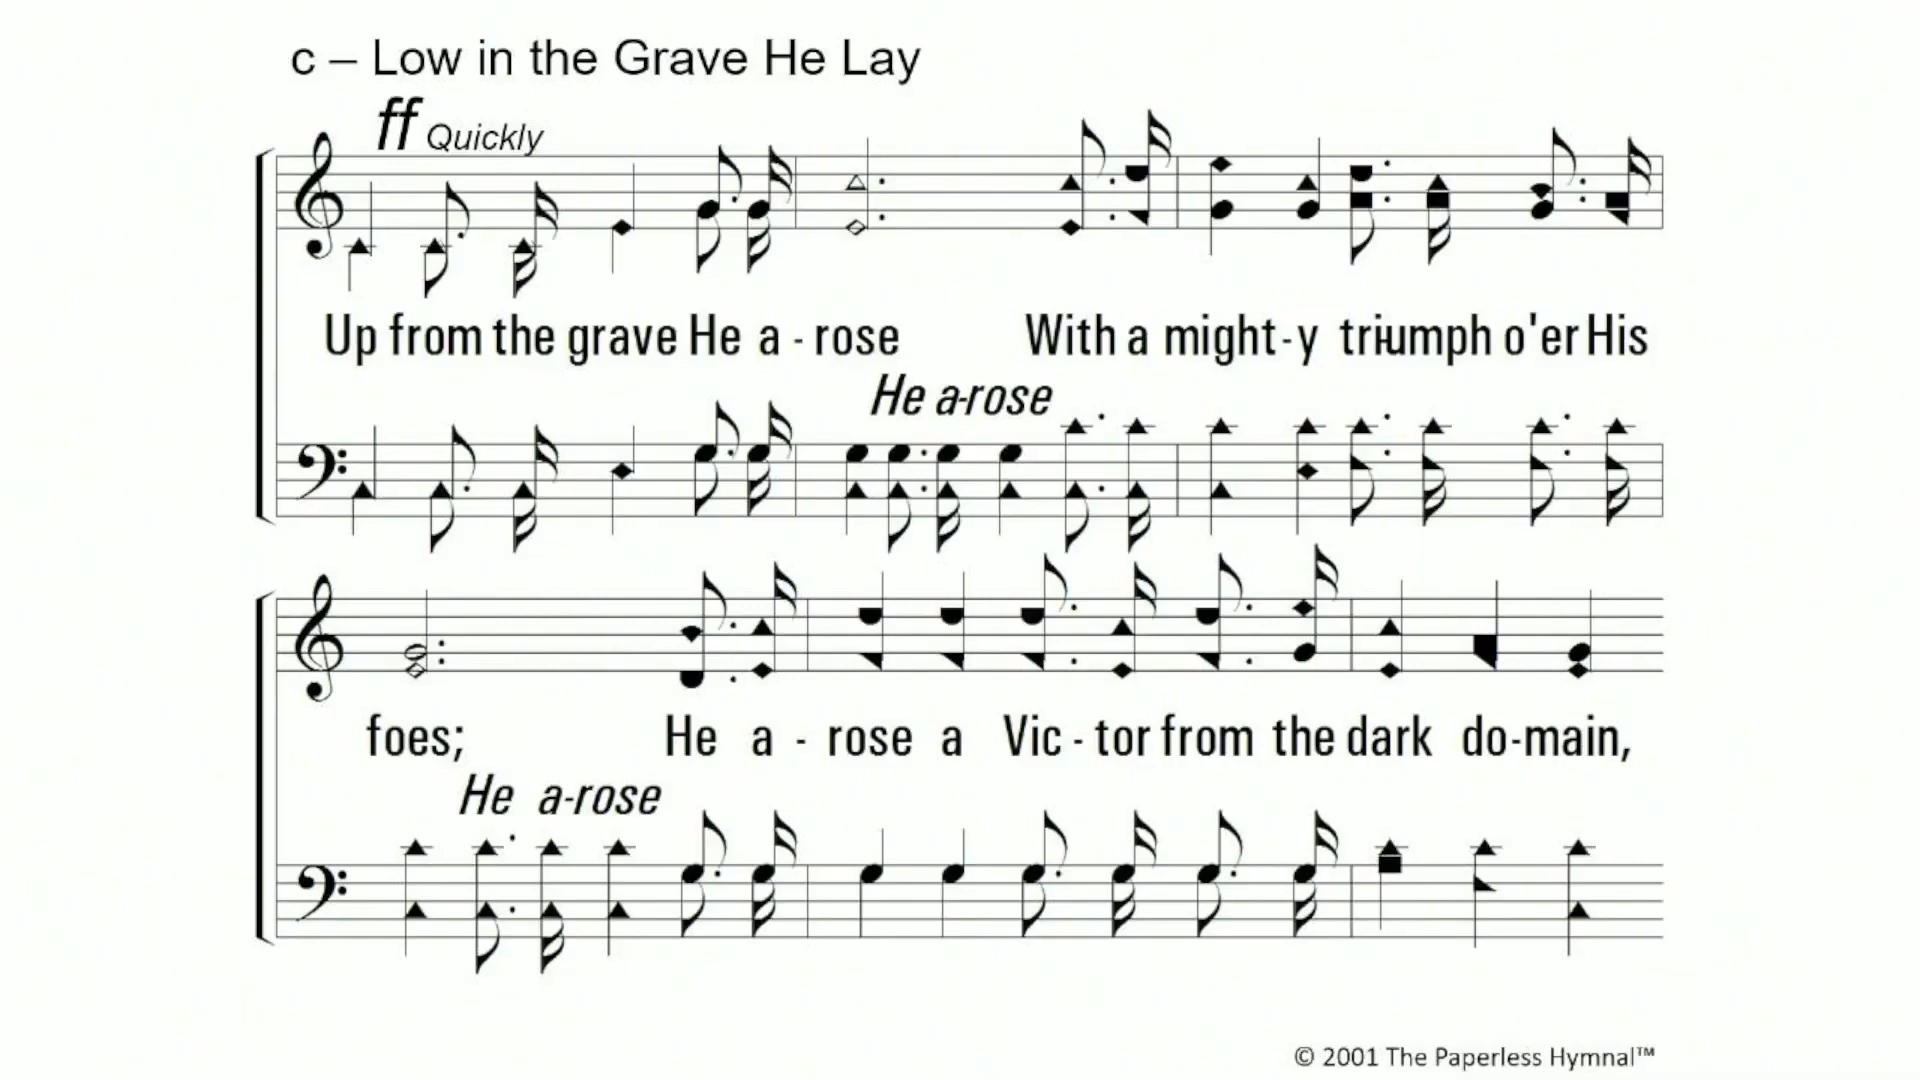 c – Low in the Grave He Lay
ff Quickly
Up from the grave He a - rose With a might-y triumph o'er His
He a-rose
foes; He a - rose a Vic - tor from the dark do-main,
He a-rose
© 2001 The Paperless Hymnal™